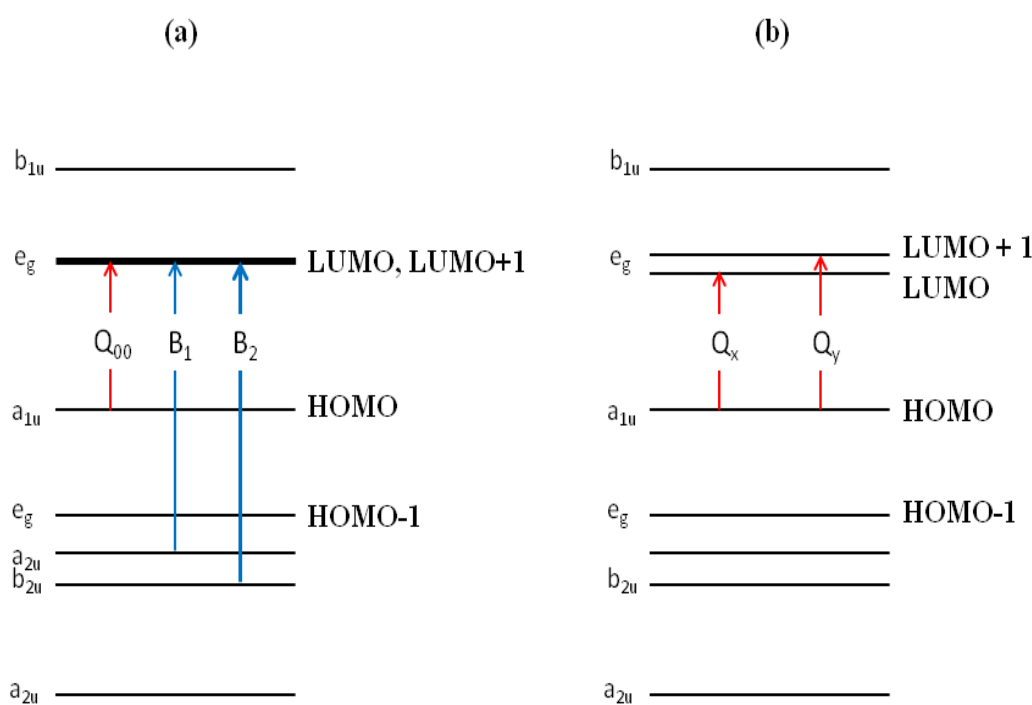 (a)
b1u
eg
LUMO, LUMO+1
Q00
B1
B2
a1u
HOMO
eg
HOMO-1
a2u
b2u
a2u
(b)
b1u
LUMO + 1
eg
LUMO
Qx
Qy
a1u
HOMO
eg
HOMO-1
b2u
a2u